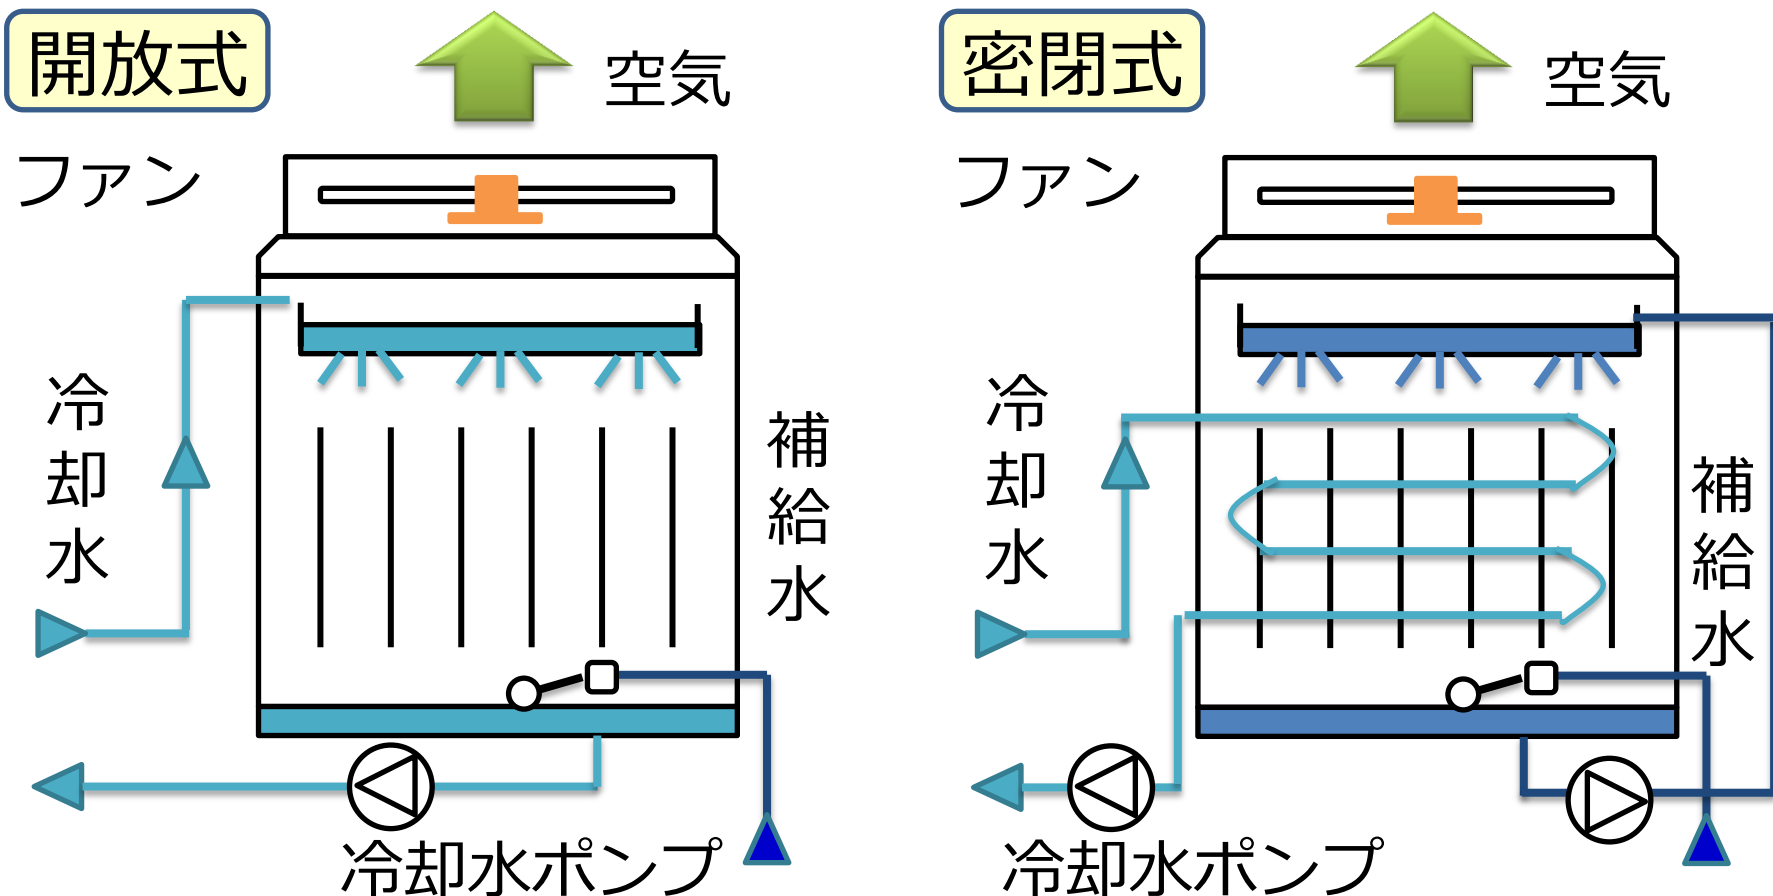 開放式
空気
ファン
冷却水
補給水
冷却水ポンプ
密閉式
空気
ファン
冷却水
補給水
冷却水ポンプ